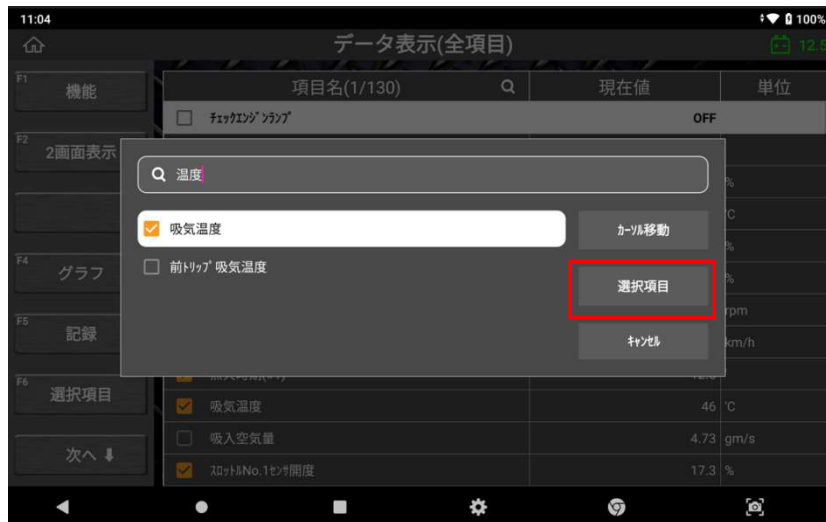 11:04
100%
データ表示(全項目)
12.5
F1
機能
項目名(1/130)
現在値
単位
ﾁｪｯｸｴﾝｼﾞﾝﾗﾝﾌﾟ
OFF
F2
2画面表示
温度
%
吸気温度
ｶｰｿﾙ移動
°C
%
F4
グラフ
前ﾄﾘｯﾌﾟ吸気温度
選択項目
%
rpm
F5
記録
ｷｬﾝｾﾙ
km/h
F6
選択項目
吸気温度
46
°C
吸入空気量
4.73
gm/s
次へ
ｽﾛｯﾄﾙNo.1ｾﾝｻ開度
17.3
%